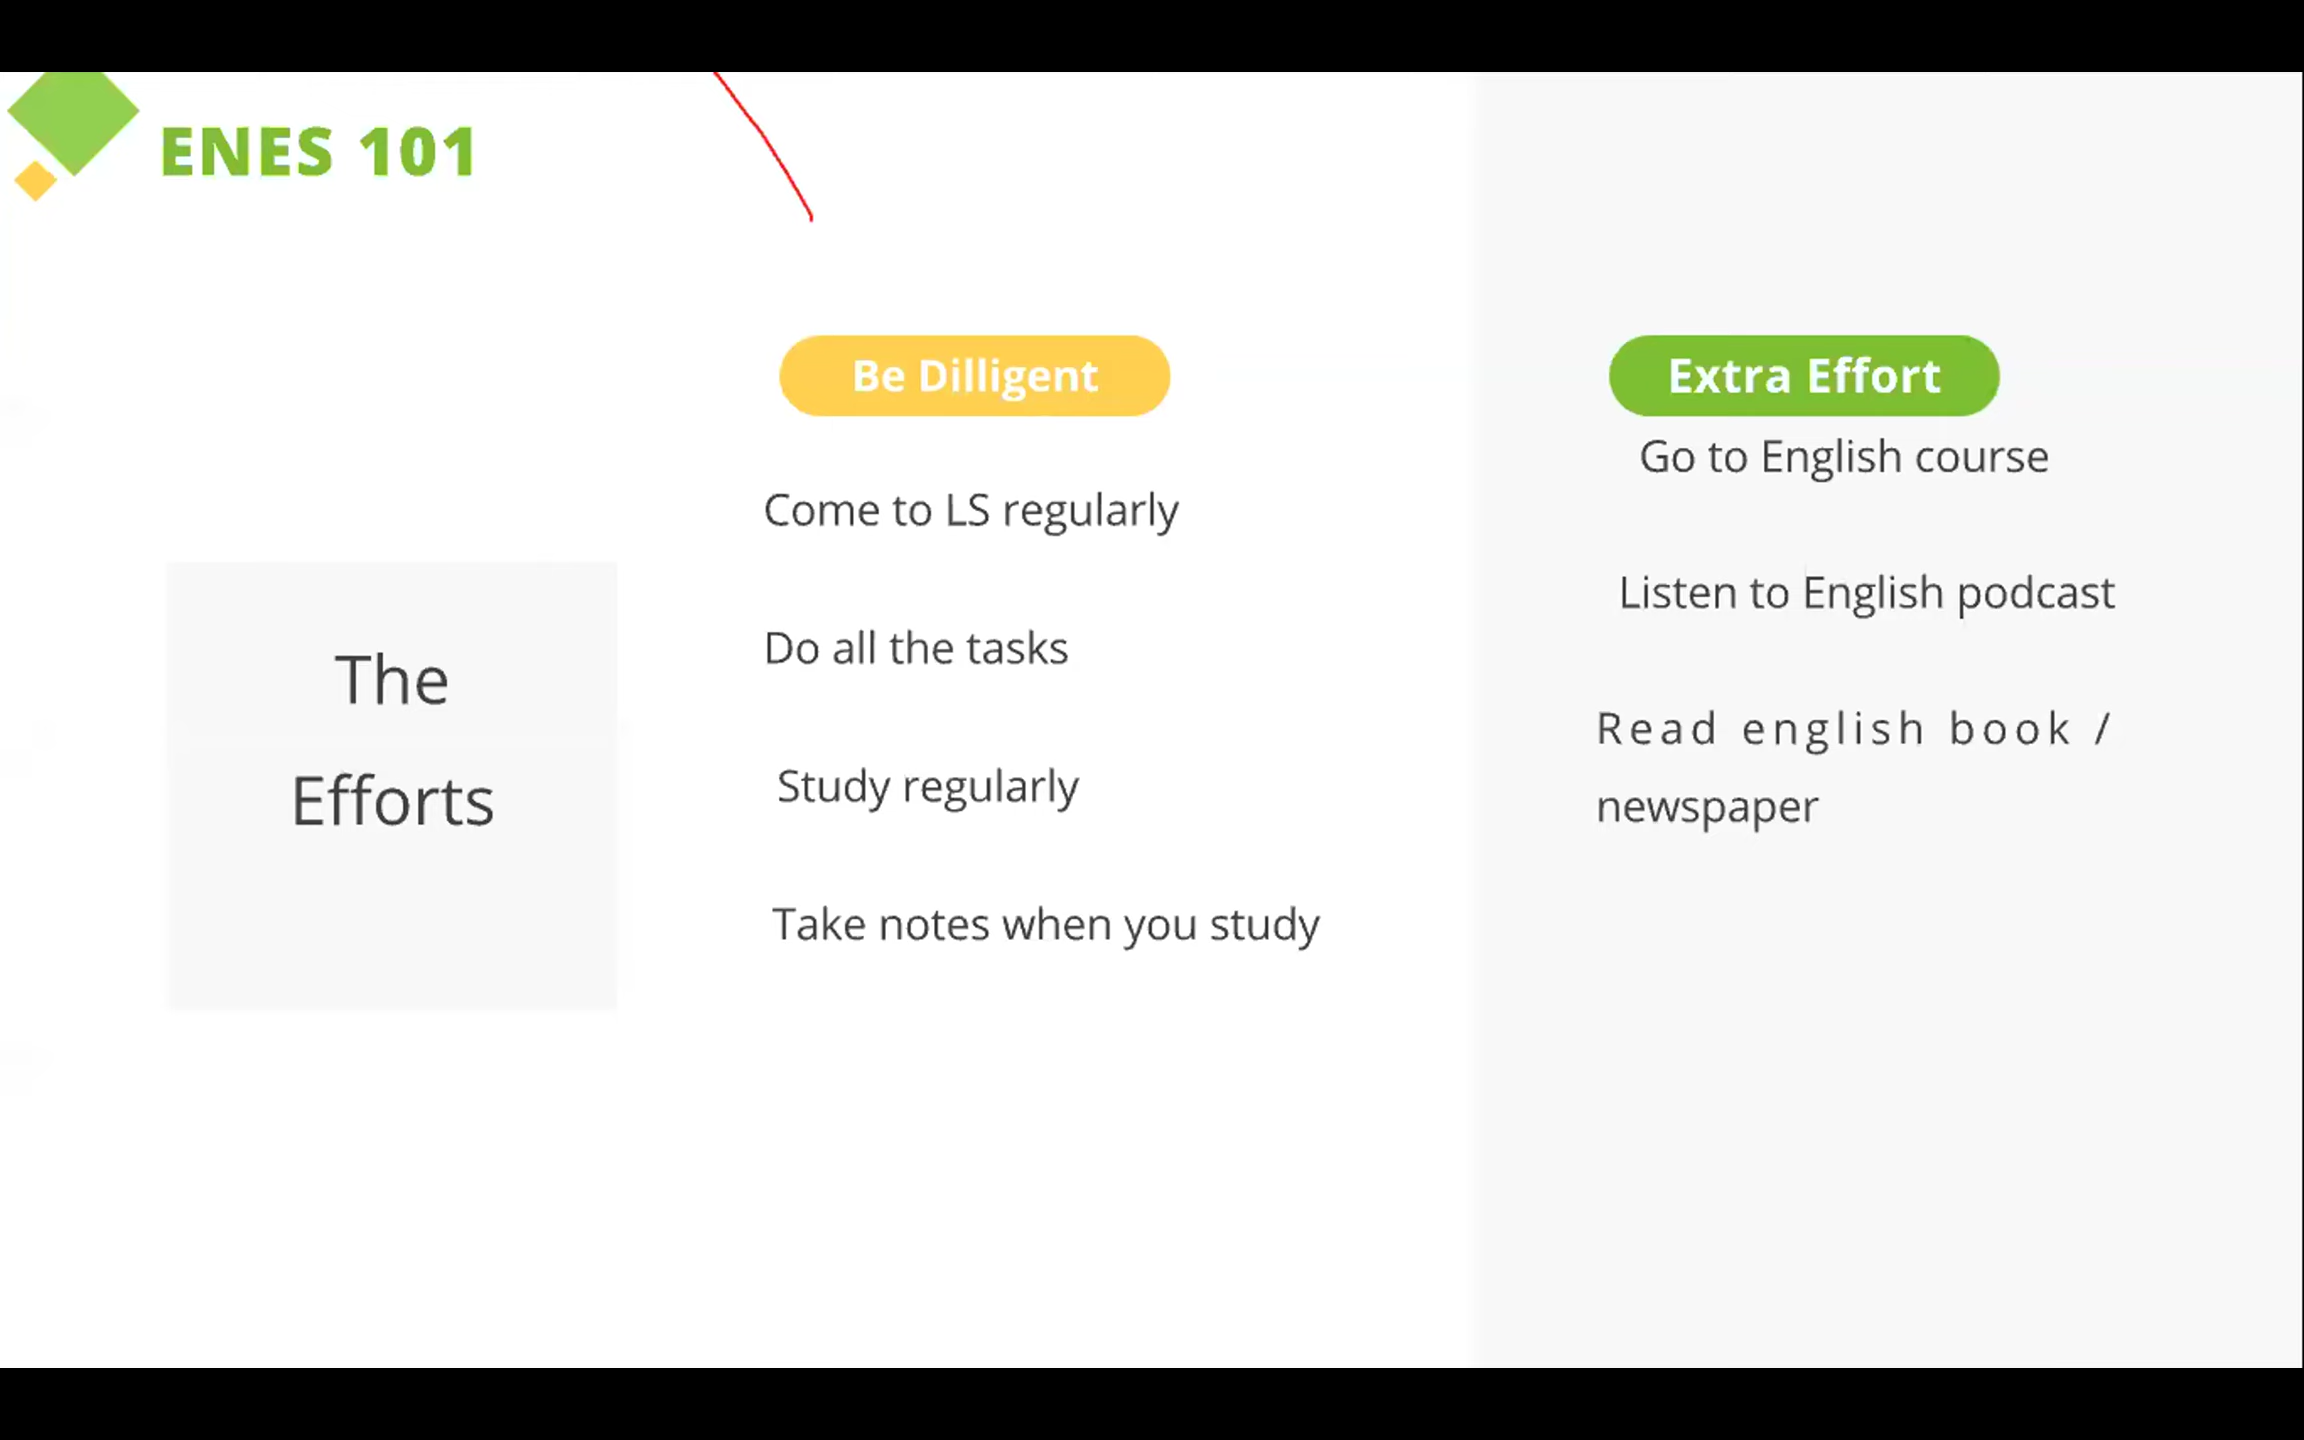 ENES 101
The
Efforts
Be Dilligent
Come to LS regularly
Do all the tasks
Study regularly
Take notes when you study
Extra Effort
Go to English course
Listen to English podcast
Read english book /
newspaper